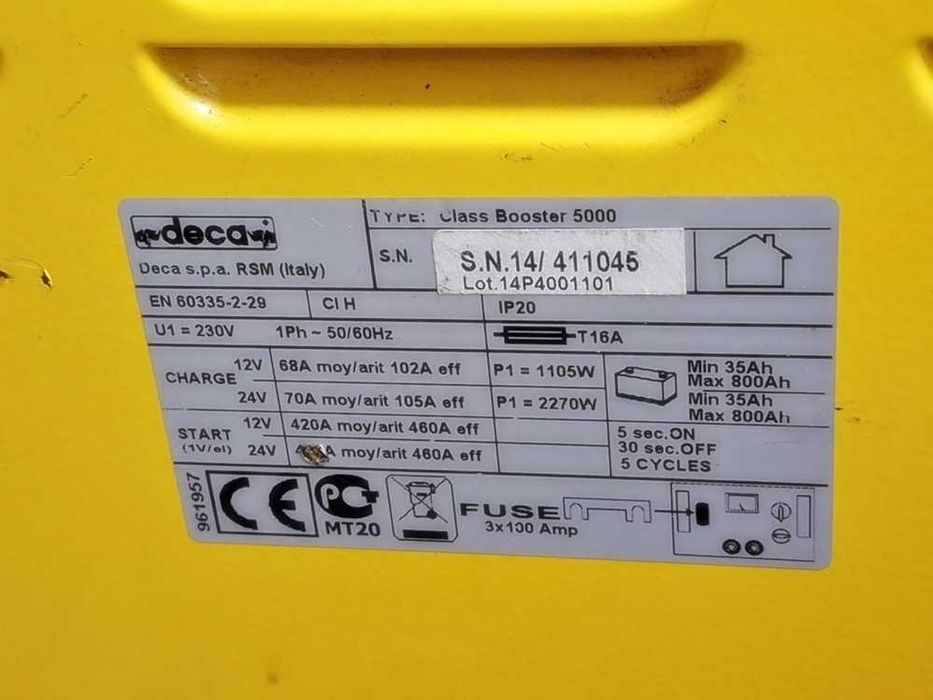 deca
Deca s.p.a. RSM (Italy)
TYPE: Class Booster 5000
S.N.
S.N.14/ 411045
Lot.14P4001101
EN 60335-2-29 CI H IP20
U1 = 230V 1Ph ~ 50/60Hz T16A
CHARGE
12V 68A moy/arit 102A eff P1 = 1105W Min 35Ah
Max 800Ah
24V 70A moy/arit 105A eff P1 = 2270W Min 35Ah
Max 800Ah
START
(1V/el)
12V 420A moy/arit 460A eff
24V A moy/arit 460A eff
5 sec.ON
30 sec.OFF
5 CYCLES
961957
CE
PG
MT20
FUSE
3x100 Amp